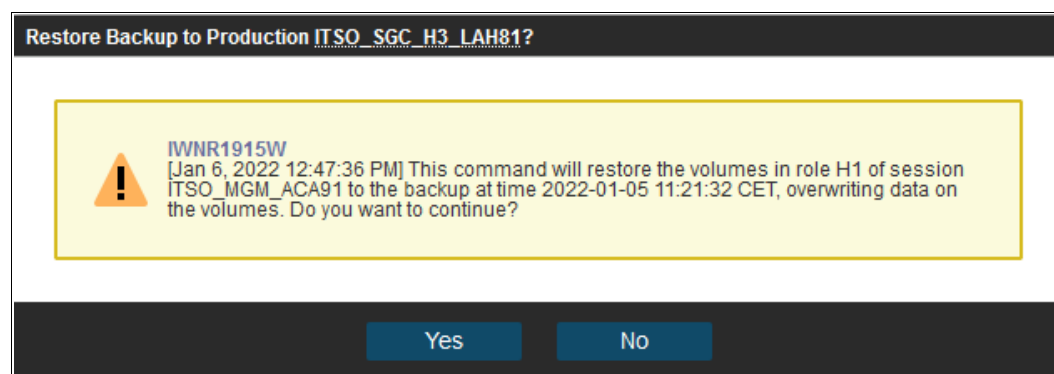 Restore Backup to Production ITSO_SGC_H3_LAH81?
IWNR1915W
[Jan 6, 2022 12:47:36 PM] This command will restore the volumes in role H1 of session
ITSO_MGM_ACA91 to the backup at time 2022-01-05 11:21:32 CET, overwriting data on
the volumes. Do you want to continue?
Yes
No